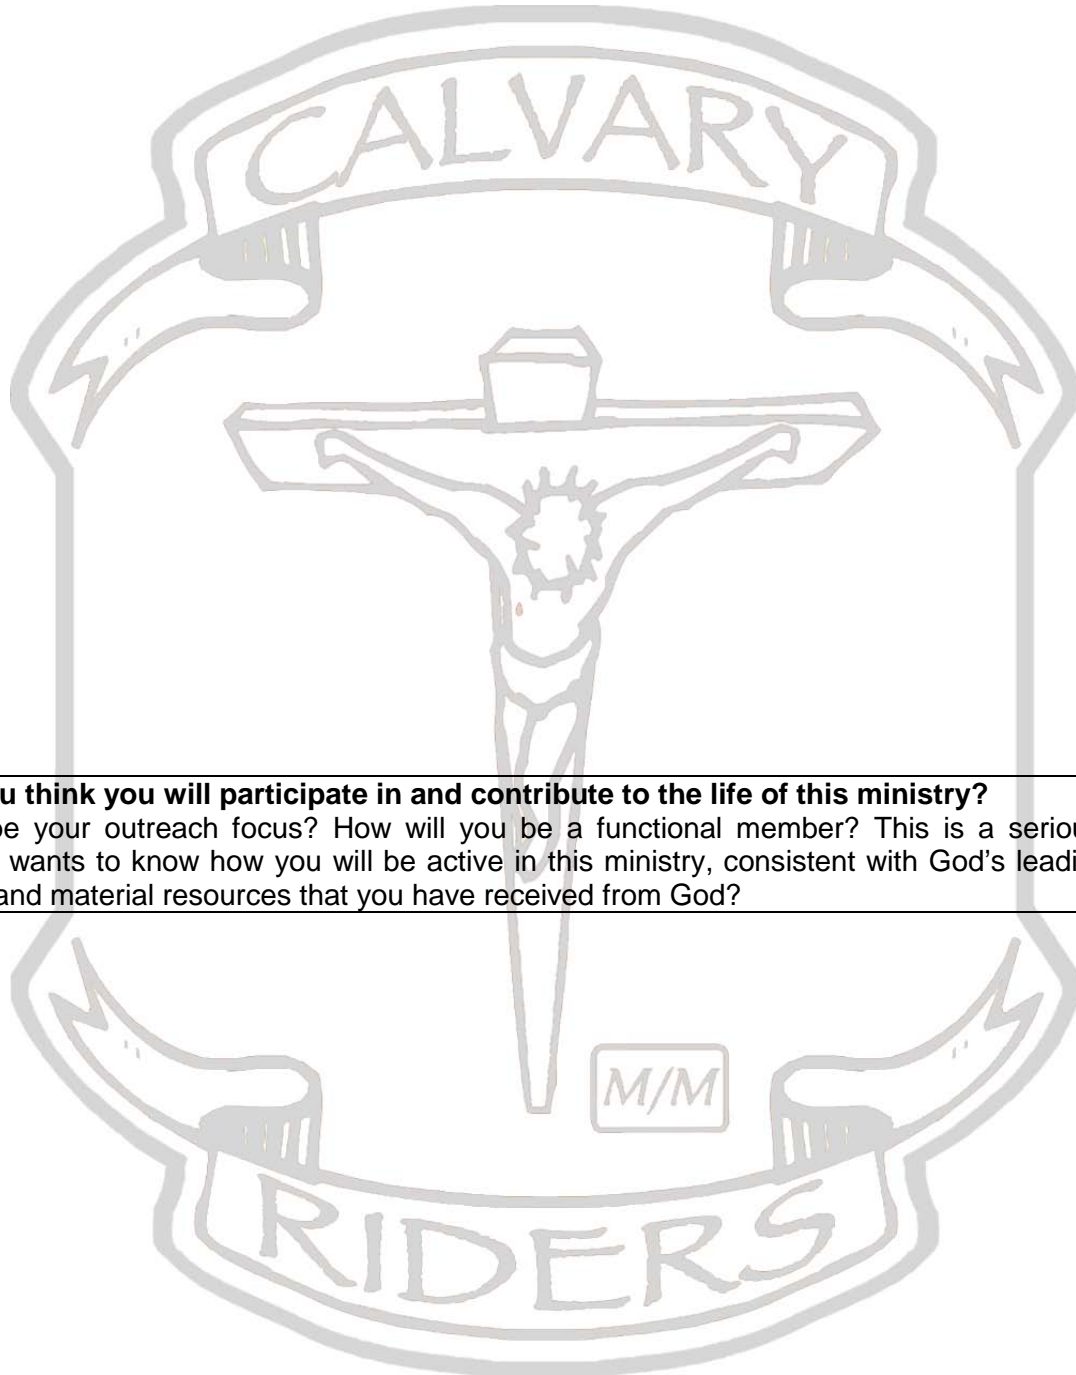 CALVARY
u think you will participate in and contribute to the life of this ministry?
be your outreach focus? How will you be a functional member? This is a seriou
wants to know how you will be active in this ministry, consistent with God's leadi
and material resources that you have received from God?
M/M
RIDERS